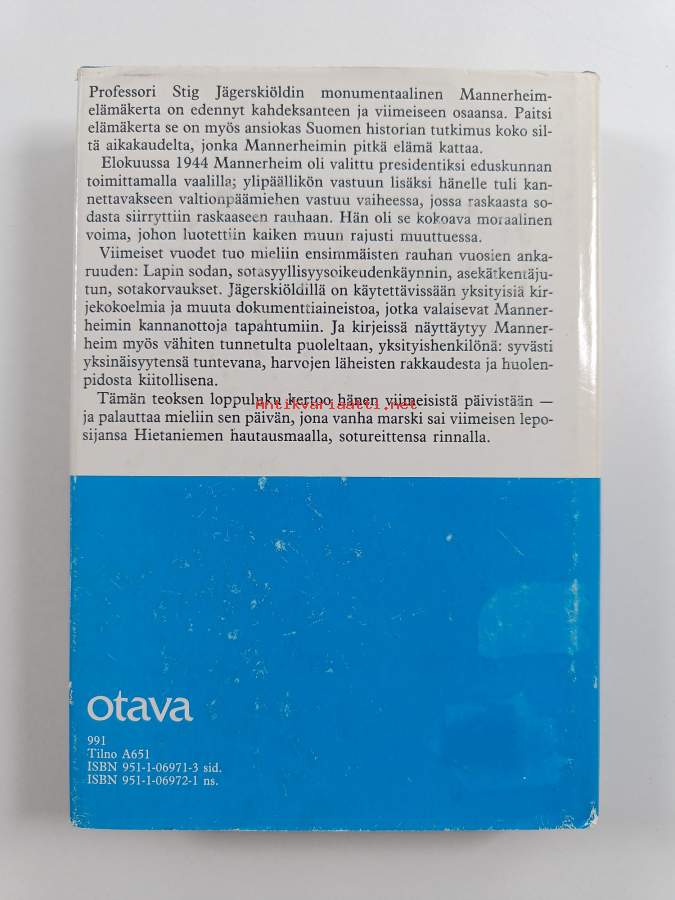 Professori Stig Jägerskiöldin monumentaalinen Mannerheim-
elämäkerta on edennyt kahdeksanteen ja viimeiseen osaansa. Paitsi
elämäkerta se on myös ansiokas Suomen historian tutkimus koko sil-
tä aikakaudelta, jonka Mannerheimin pitkä elämä kattaa.
Elokuussa 1944 Mannerheim oli valittu presidentiksi eduskunnan
toimittamalla vaalilla; ylipäällikön vastuun lisäksi hänelle tuli kan-
nettavakseen valtionpäämiehen vastuu vaiheessa, jossa raskaasta so-
dasta siirryttiin raskaaseen rauhaan. Hän oli se kokoava moraalinen
voima, johon luotettiin kaiken muun rajusti muuttuessa.
Viimeiset vuodet tuo mieliin ensimmäisten rauhan vuosien anka-
ruuden: Lapin sodan, sotasyyllisyysoikeudenkäynnin, asekätkentäju-
tun, sotakorvaukset. Jägerskiöldillä on käytettävissään yksityisiä kir-
jekokoelmia ja muuta dokumenttiaineistoa, jotka valaisevat Manner-
heimin kannanottoja tapahtumiin. Ja kirjeissä näyttäytyy Manner-
heim myös vähiten tunnetulta puoleltaan, yksityishenkilönä: syvästi
yksinäisyytensä tuntevana, harvojen läheisten rakkaudesta ja huolen-
pidosta kiitollisena.
Tämän teoksen loppuluku kertoo hänen viimeisistä päivistään —
Antikvariaatti.net
ja palauttaa mieliin sen päivän, jona vanha marski sai viimeisen lepo-
sijansa Hietaniemen hautausmaalla, sotureittensa rinnalla.
otava
991
Tilno A651
ISBN 951-1-06971-3 sid.
ISBN 951-1-06972-1 ns.